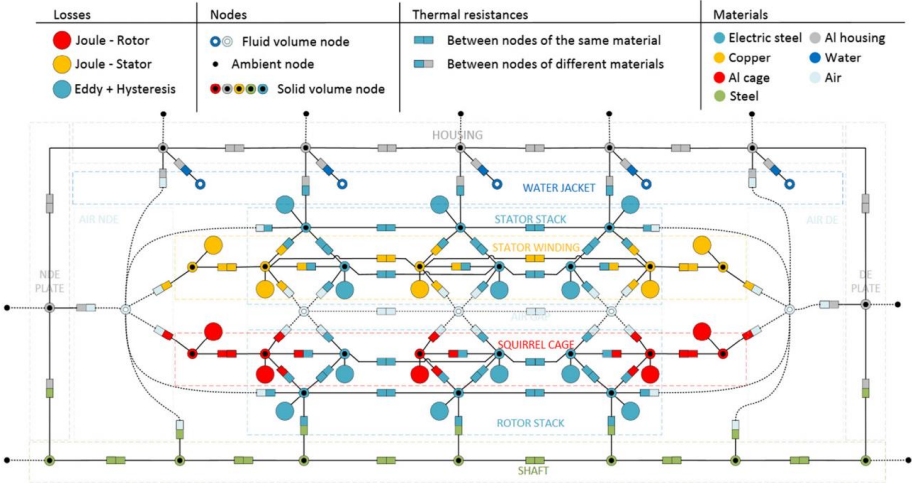 Losses
Nodes
Thermal resistances
Materials
Joule - Rotor
Joule - Stator
Eddy + Hysteresis
Fluid volume node
Ambient node
Solid volume node
Between nodes of the same material
Between nodes of different materials
Electric steel
Al housing
Copper
Water
Al cage
Air
Steel
HOUSING
WATER JACKET
AIR NDE
STATOR STACK
AIR DE
STATOR WINDING
NDE
PLATE
DE
PLATE
SQUIRREL CAGE
ROTOR STACK
SHAFT